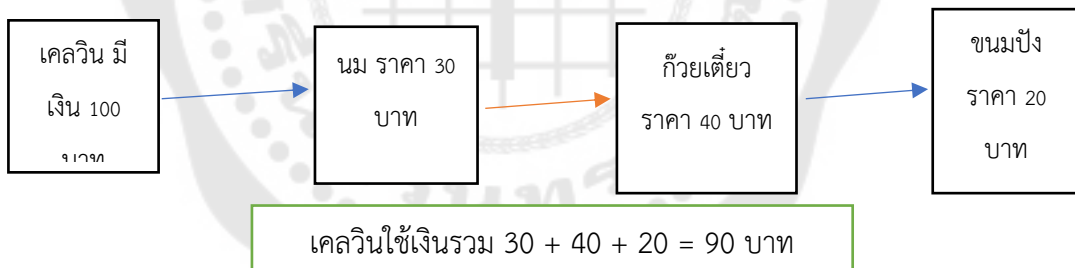 เคลวิน มี
เงิน 100
บาท
นม ราคา 30
บาท
ก๊วยเตี๋ยว
ราคา 40 บาท
ขนมปัง
ราคา 20
บาท
เคลวินใช้เงินรวม 30 + 40 + 20 = 90 บาท